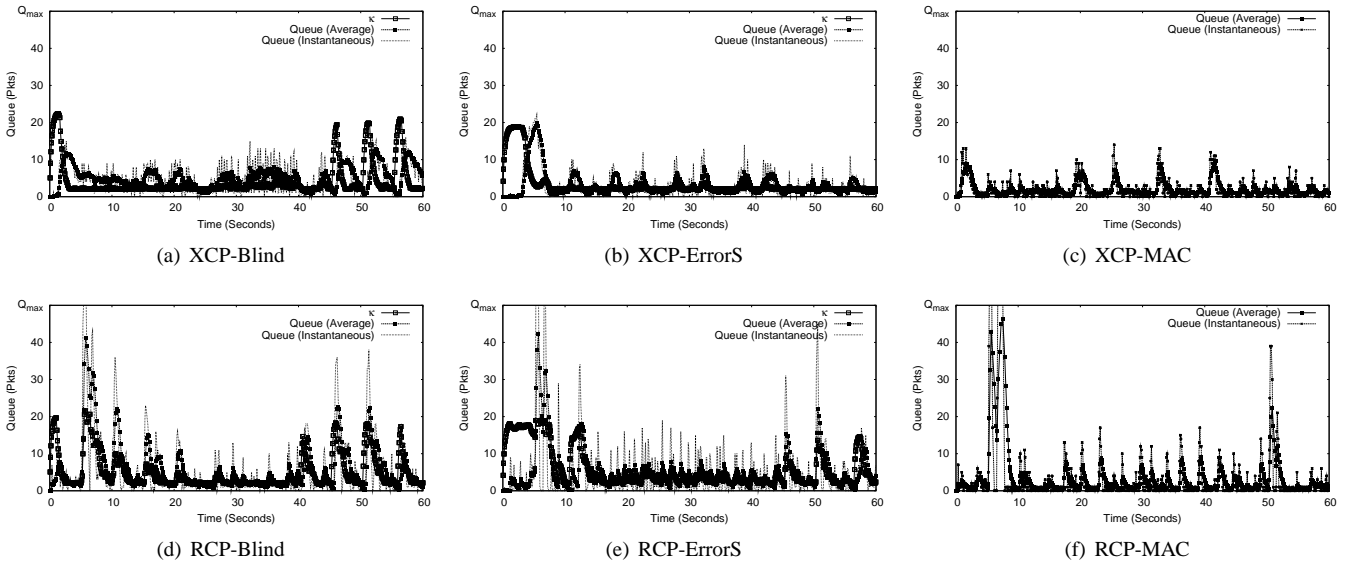 Qmax
κ
Queue (Average)
Queue (Instantaneous)
Queue (Pkts)
40
30
20
10
0
0 10 20 30 40 50 60
Time (Seconds)
(a) XCP-Blind
Qmax
κ
Queue (Average)
Queue (Instantaneous)
Queue (Pkts)
40
30
20
10
0
0 10 20 30 40 50 60
Time (Seconds)
(b) XCP-ErrorS
Qmax
Queue (Average)
Queue (Instantaneous)
Queue (Pkts)
40
30
20
10
0
0 10 20 30 40 50 60
Time (Seconds)
(c) XCP-MAC
Qmax
κ
Queue (Average)
Queue (Instantaneous)
Queue (Pkts)
40
30
20
10
0
0 10 20 30 40 50 60
Time (Seconds)
(d) RCP-Blind
Qmax
κ
Queue (Average)
Queue (Instantaneous)
Queue (Pkts)
40
30
20
10
0
0 10 20 30 40 50 60
Time (Seconds)
(e) RCP-ErrorS
Qmax
Queue (Average)
Queue (Instantaneous)
Queue (Pkts)
40
30
20
10
0
0 10 20 30 40 50 60
Time (Seconds)
(f) RCP-MAC